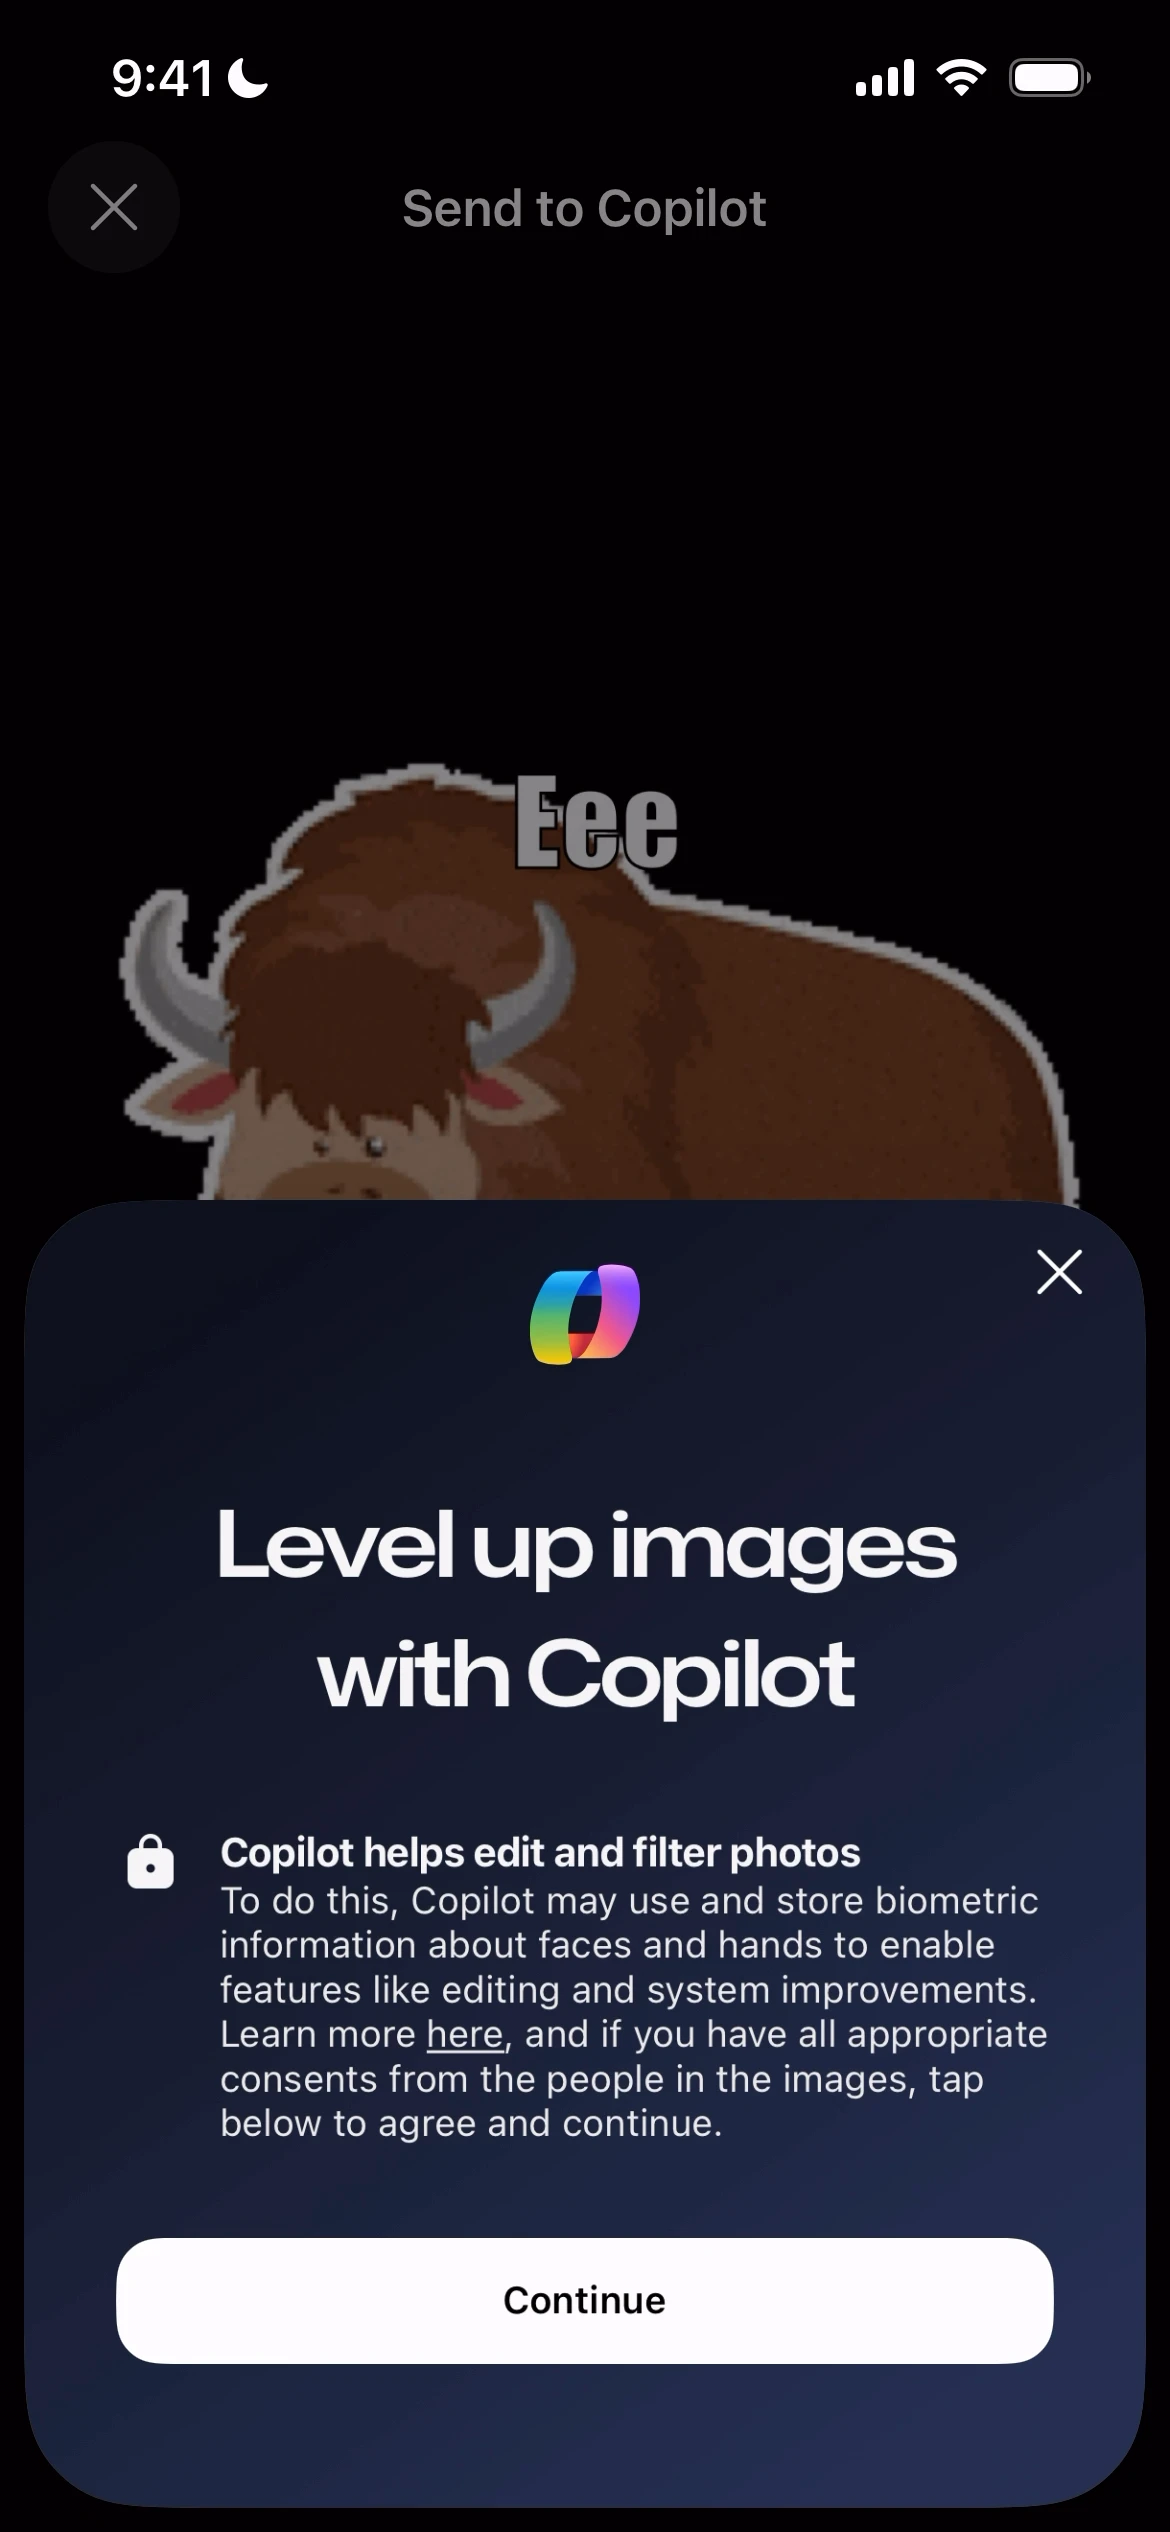 9:41
Send to Copilot
Eee
Level up images
with Copilot
Copilot helps edit and filter photos
To do this, Copilot may use and store biometric
information about faces and hands to enable
features like editing and system improvements.
Learn more here, and if you have all appropriate
consents from the people in the images, tap
below to agree and continue.
Continue